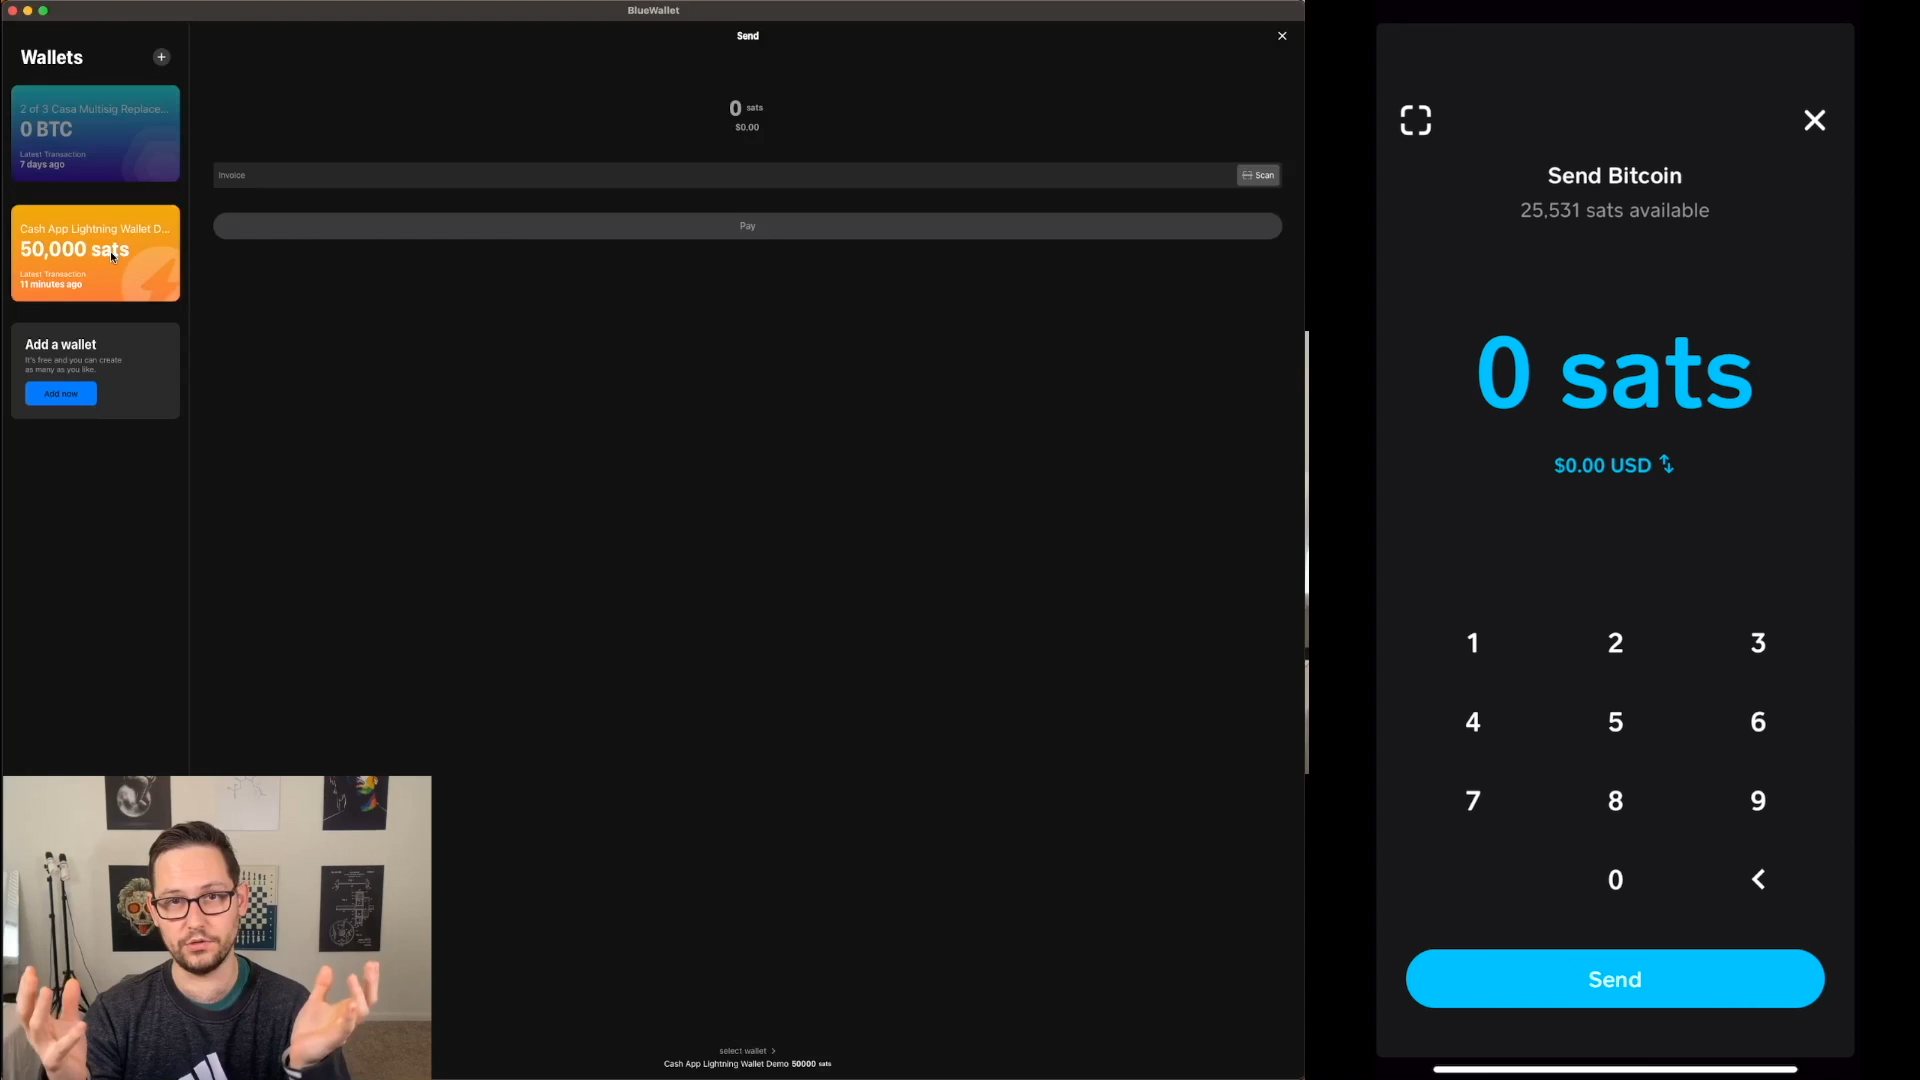 BlueWallet
Wallets
+
2 of 3 Casa Multisig Replace...
0 BTC
Latest Transaction
7 days ago
Cash App Lightning Wallet D...
50,000 sats
Latest Transaction
11 minutes ago
Add a wallet
It's free and you can create
as many as you like.
Add now
Send
0 sats
$0.00
Invoice
Scan
Pay
select wallet >
Cash App Lightning Wallet Demo 50000 sats
Send Bitcoin
25,531 sats available
0 sats
$0.00 USD
1 2 3
4 5 6
7 8 9
0
Send